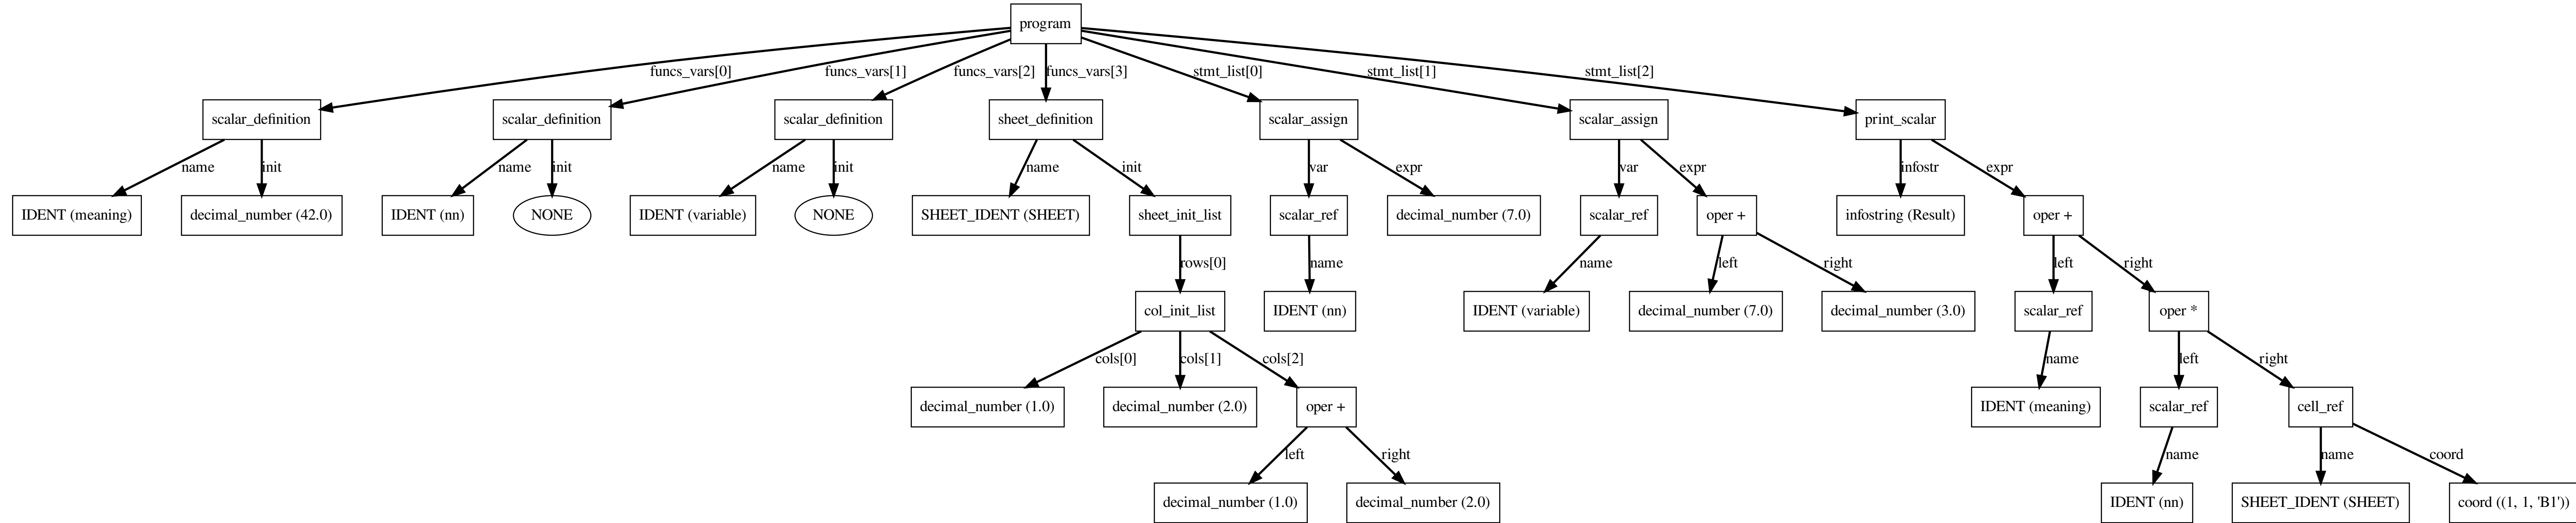 program
funcs_vars[0]
funcs_vars[1]
funcs_vars[2]
funcs_vars[3]
stmt_list[0]
stmt_list[1]
stmt_list[2]
scalar_definition
scalar_definition
scalar_definition
sheet_definition
scalar_assign
scalar_assign
print_scalar
name
init
name
init
name
init
name
init
var
expr
var
expr
infostr
expr
IDENT (meaning)
decimal_number (42.0)
IDENT (nn)
NONE
IDENT (variable)
NONE
SHEET_IDENT (SHEET)
sheet_init_list
scalar_ref
decimal_number (7.0)
scalar_ref
oper +
infostring (Result)
oper +
rows[0]
name
name
left
right
left
right
col_init_list
IDENT (nn)
IDENT (variable)
decimal_number (7.0)
decimal_number (3.0)
scalar_ref
oper *
cols[0]
cols[1]
cols[2]
name
left
right
decimal_number (1.0)
decimal_number (2.0)
oper +
IDENT (meaning)
scalar_ref
cell_ref
left
right
name
name
coord
decimal_number (1.0)
decimal_number (2.0)
IDENT (nn)
SHEET_IDENT (SHEET)
coord ((1, 1, 'B1'))